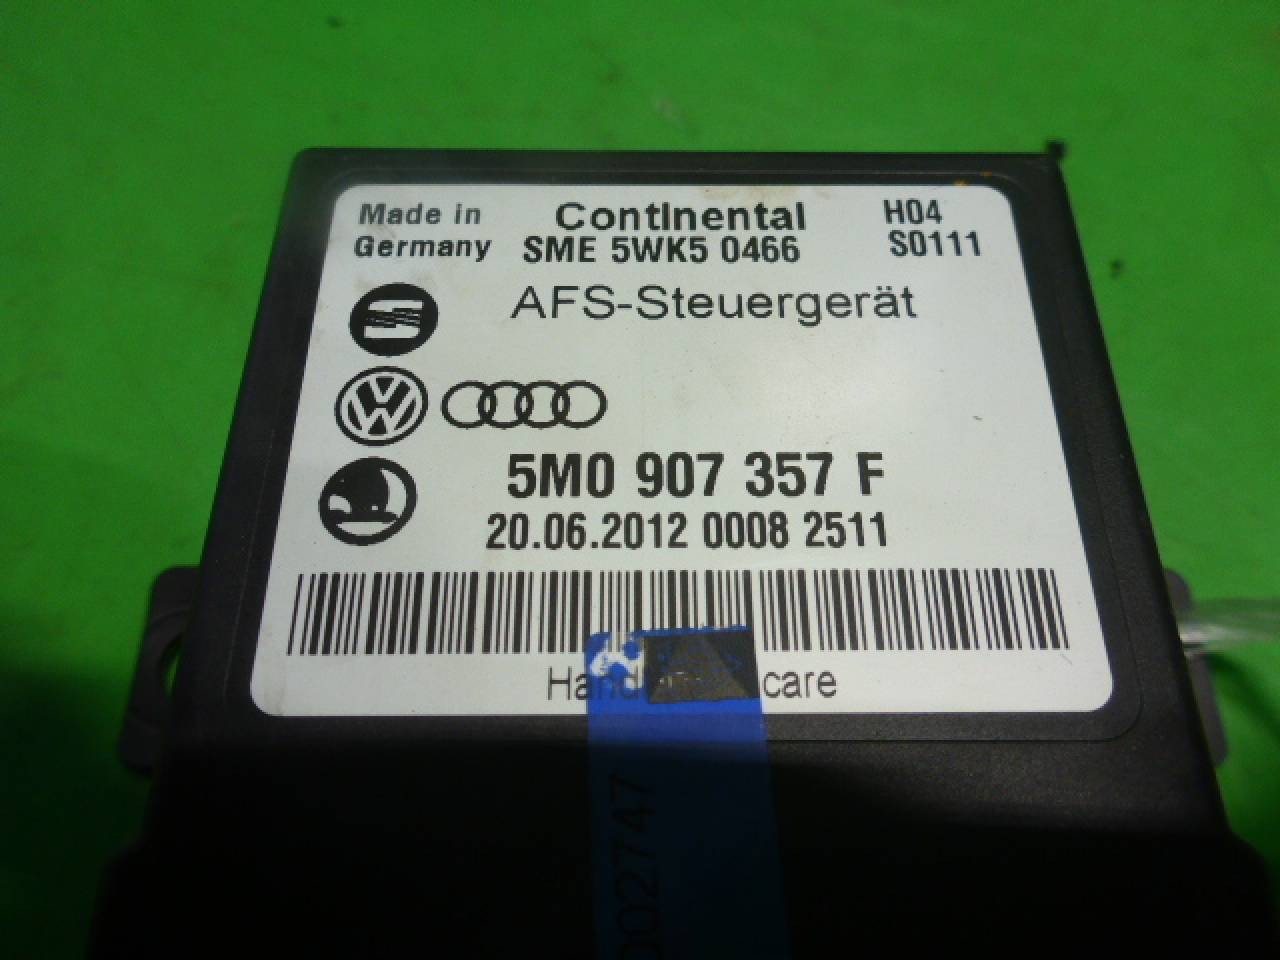 Made in Continental H04
Germany SME 5WK5 0466 S0111
AFS-Steuergerät
5M0 907 357 F
20.06.2012 0008 2511
care
002747